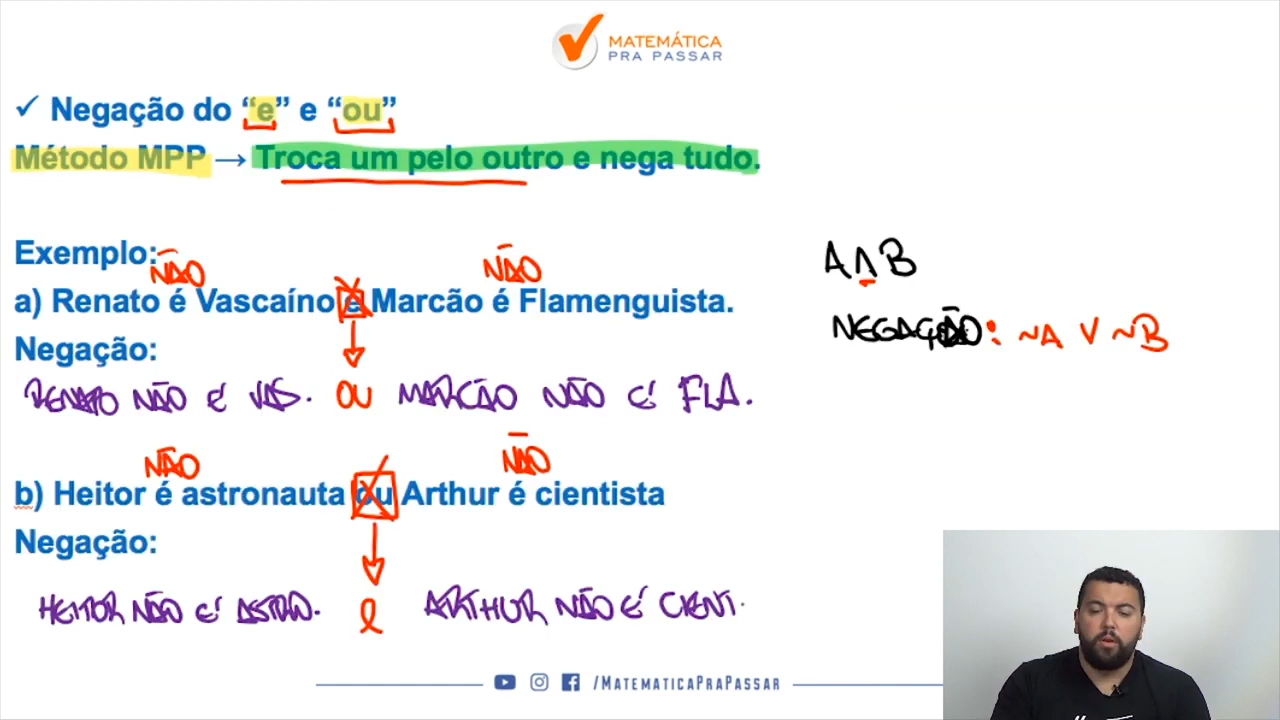 MATEMÁTICA
PRA PASSAR
✓ Negação do “e” e “ou”
Método MPP → Troca um pelo outro e nega tudo.
Exemplo:
NÃO NÃO
a) Renato é Vascaíno e Marcão é Flamenguista.
Negação:
RENATO NÃO É VAS. OU MARCÃO NÃO É FLA.
NÃO NÃO
b) Heitor é astronauta ou Arthur é cientista
Negação:
HEITOR NÃO É ASTRO. e ARTHUR NÃO É CIENT.
A ∧ B
NEGAÇÃO: ~A ∨ ~B
/MATEMATICAPRAPASSAR